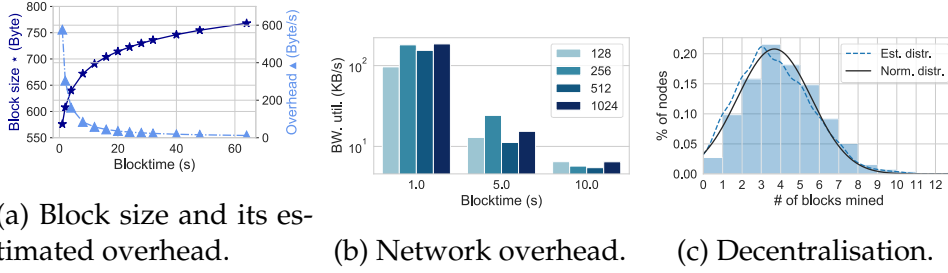 800
750
700
650
600
550
Block size ⋆ (Byte)
600
400
200
0
Overhead ▲ (Byte/s)
0 20 40 60
Blocktime (s)
(a) Block size and its es-
timated overhead.
BW. util. (KB/s)
10²
10¹
128
256
512
1024
1.0 5.0 10.0
Blocktime (s)
(b) Network overhead.
% of nodes
0.20
0.15
0.10
0.05
0.00
Est. distr.
Norm. distr.
0 1 2 3 4 5 6 7 8 9 10 11 12
# of blocks mined
(c) Decentralisation.